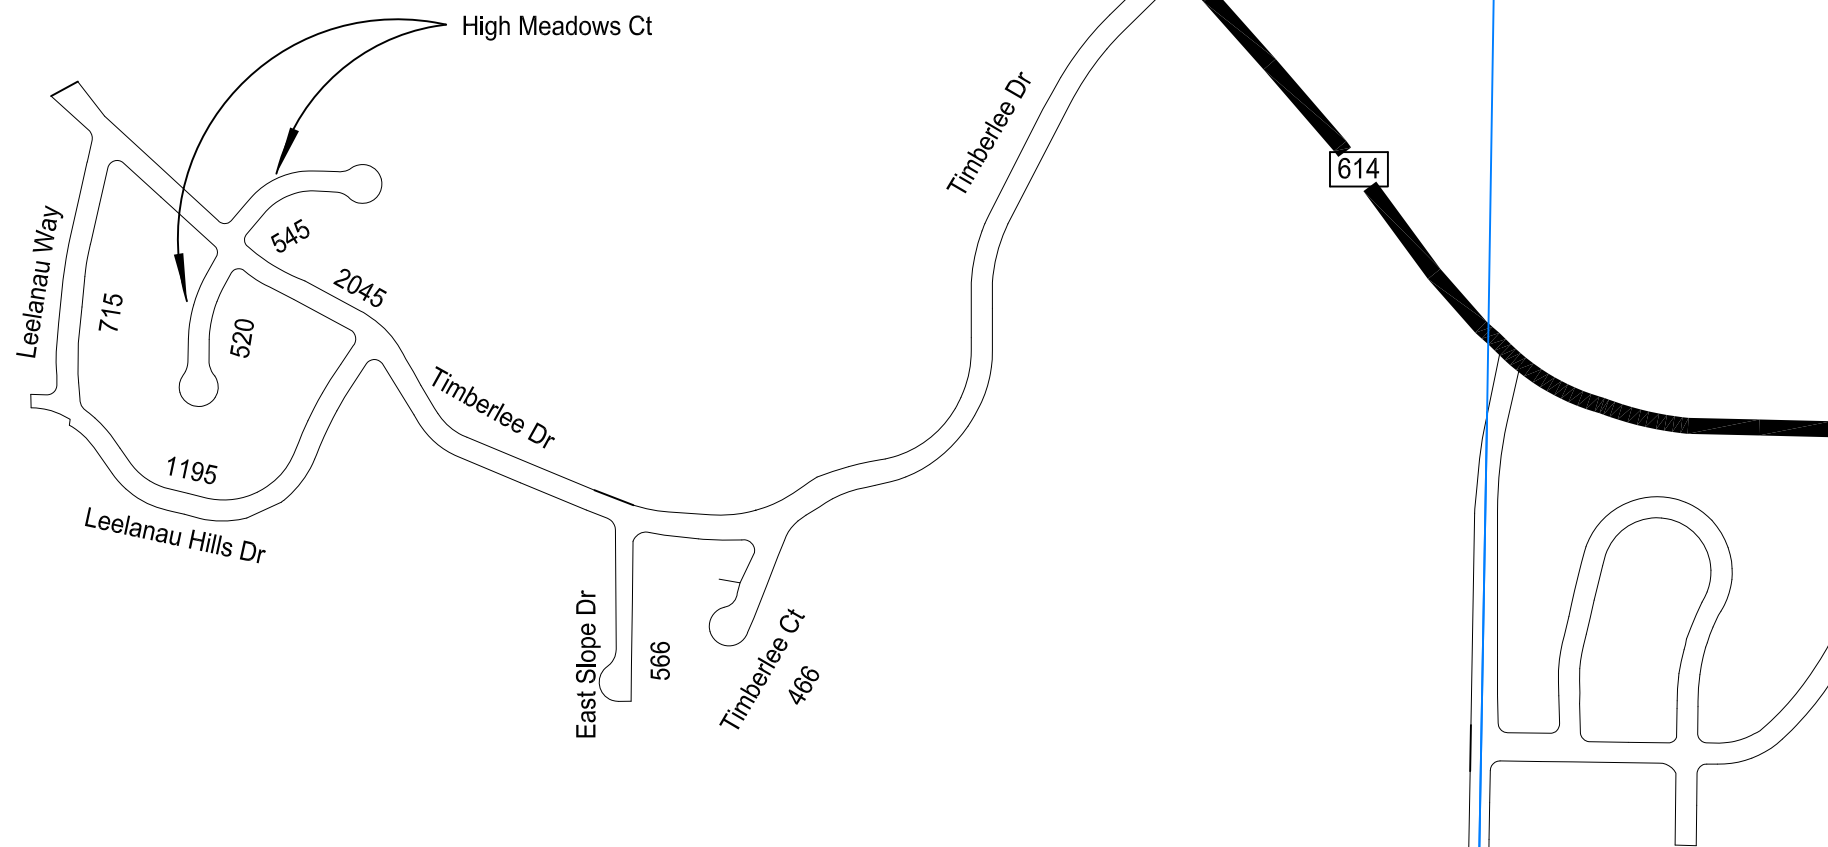 High Meadows Ct
Timberlee Dr
614
Leelanau Way
545
2045
715
520
Timberlee Dr
1195
Leelanau Hills Dr
East Slope Dr
566
Timberlee Ct
466